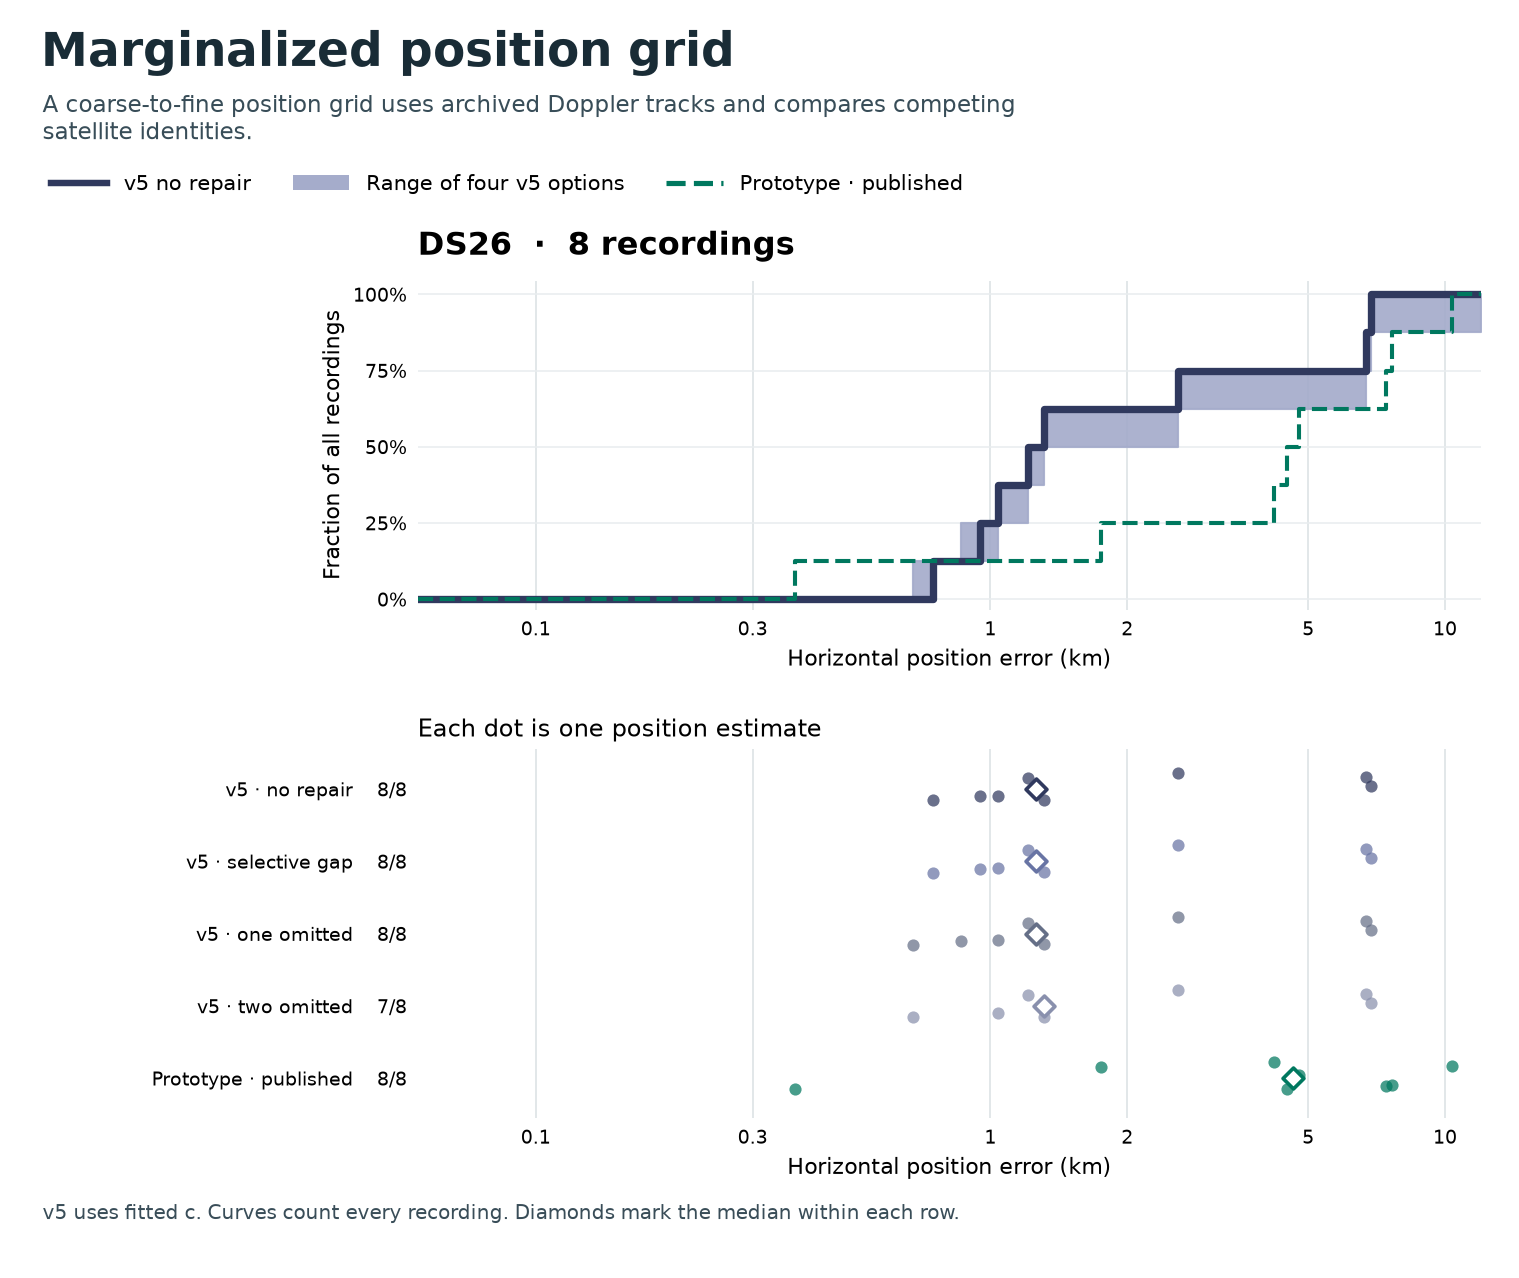 Marginalized position grid
A coarse-to-fine position grid uses archived Doppler tracks and compares competing
satellite identities.
v5 no repair
Range of four v5 options
Prototype · published
DS26 · 8 recordings
Fraction of all recordings
100%
75%
50%
25%
0%
0.1
0.3
1
2
5
10
Horizontal position error (km)
Each dot is one position estimate
v5 · no repair 8/8
v5 · selective gap 8/8
v5 · one omitted 8/8
v5 · two omitted 7/8
Prototype · published 8/8
0.1
0.3
1
2
5
10
Horizontal position error (km)
v5 uses fitted c. Curves count every recording. Diamonds mark the median within each row.